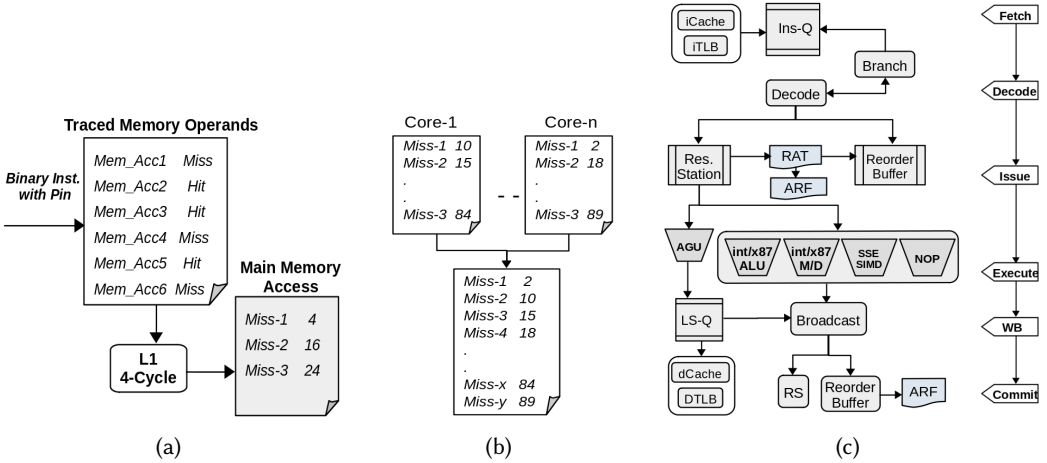 Traced Memory Operands
Binary Inst.
with Pin
Mem_Acc1 Miss
Mem_Acc2 Hit
Mem_Acc3 Hit
Mem_Acc4 Miss
Mem_Acc5 Hit
Mem_Acc6 Miss
L1
4-Cycle
Main Memory
Access
Miss-1 4
Miss-2 16
Miss-3 24
(a)
Core-1
Miss-1 10
Miss-2 15
.
.
Miss-3 84
- -
Core-n
Miss-1 2
Miss-2 18
.
.
Miss-3 89
Miss-1 2
Miss-2 10
Miss-3 15
Miss-4 18
.
.
Miss-x 84
Miss-y 89
(b)
iCache
iTLB
Ins-Q
Branch
Decode
Res.
Station
RAT
ARF
Reorder
Buffer
AGU
int/x87
ALU
int/x87
M/D
SSE
SIMD
NOP
LS-Q
Broadcast
dCache
DTLB
RS
Reorder
Buffer
ARF
Fetch
Decode
Issue
Execute
WB
Commit
(c)